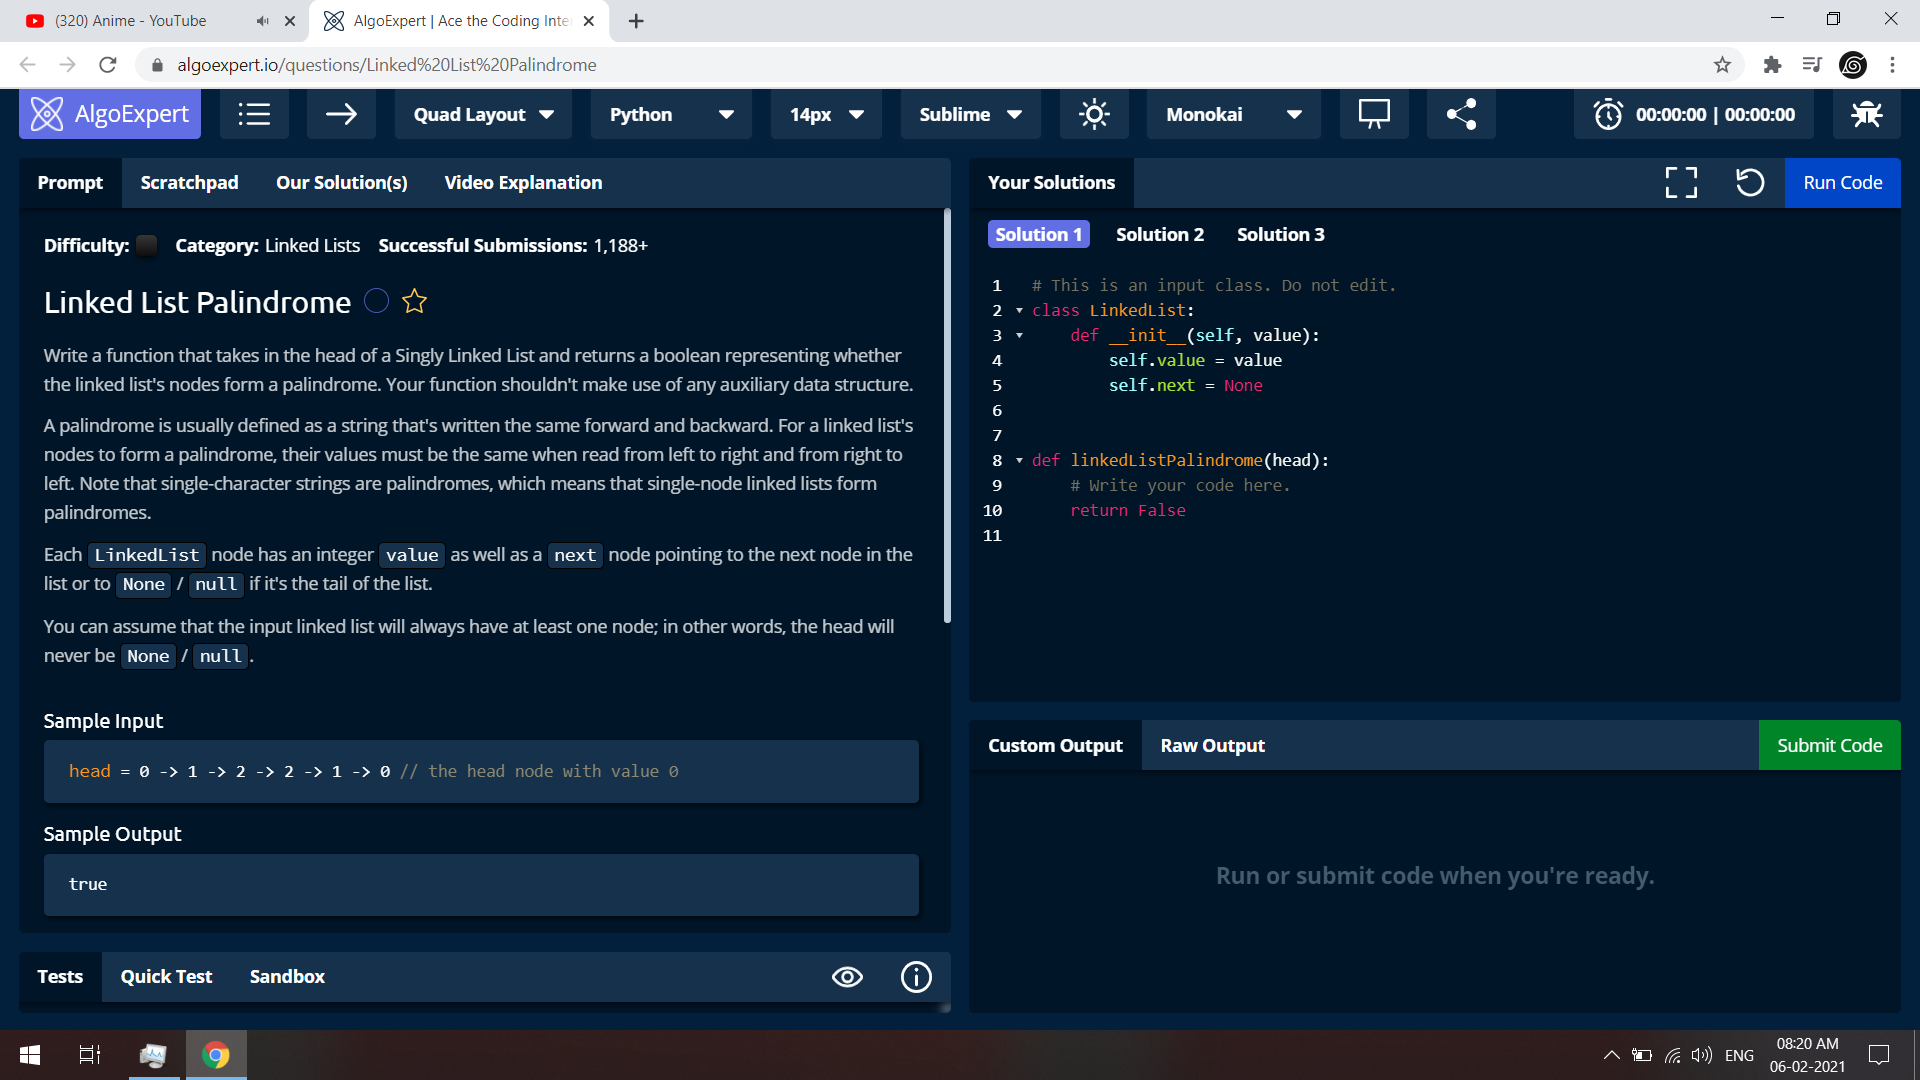 (320) Anime - YouTube
AlgoExpert | Ace the Coding Inte
algoexpert.io/questions/Linked%20List%20Palindrome
AlgoExpert
Quad Layout
Python
14px
Sublime
Monokai
00:00:00 | 00:00:00
Prompt
Scratchpad
Our Solution(s)
Video Explanation
Difficulty:
Category: Linked Lists
Successful Submissions: 1,188+
Linked List Palindrome
Write a function that takes in the head of a Singly Linked List and returns a boolean representing whether
the linked list's nodes form a palindrome. Your function shouldn't make use of any auxiliary data structure.
A palindrome is usually defined as a string that's written the same forward and backward. For a linked list's
nodes to form a palindrome, their values must be the same when read from left to right and from right to
left. Note that single-character strings are palindromes, which means that single-node linked lists form
palindromes.
Each LinkedList node has an integer value as well as a next node pointing to the next node in the
list or to None / null if it's the tail of the list.
You can assume that the input linked list will always have at least one node; in other words, the head will
never be None / null.
Sample Input
head = 0 -> 1 -> 2 -> 2 -> 1 -> 0 // the head node with value 0
Sample Output
true
Tests
Quick Test
Sandbox
Your Solutions
Run Code
Solution 1
Solution 2
Solution 3
1 # This is an input class. Do not edit.
2 class LinkedList:
3 def __init__(self, value):
4 self.value = value
5 self.next = None
6
7
8 def linkedListPalindrome(head):
9 # Write your code here.
10 return False
11
Custom Output
Raw Output
Submit Code
Run or submit code when you're ready.
ENG
08:20 AM
06-02-2021